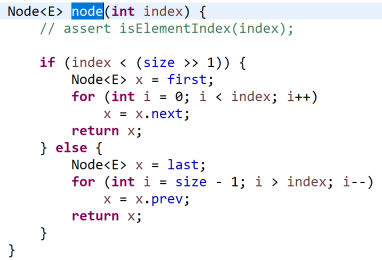 Node<E> node(int index) {
    // assert isElementIndex(index);

    if (index < (size >> 1)) {
        Node<E> x = first;
        for (int i = 0; i < index; i++)
            x = x.next;
        return x;
    } else {
        Node<E> x = last;
        for (int i = size - 1; i > index; i--)
            x = x.prev;
        return x;
    }
}